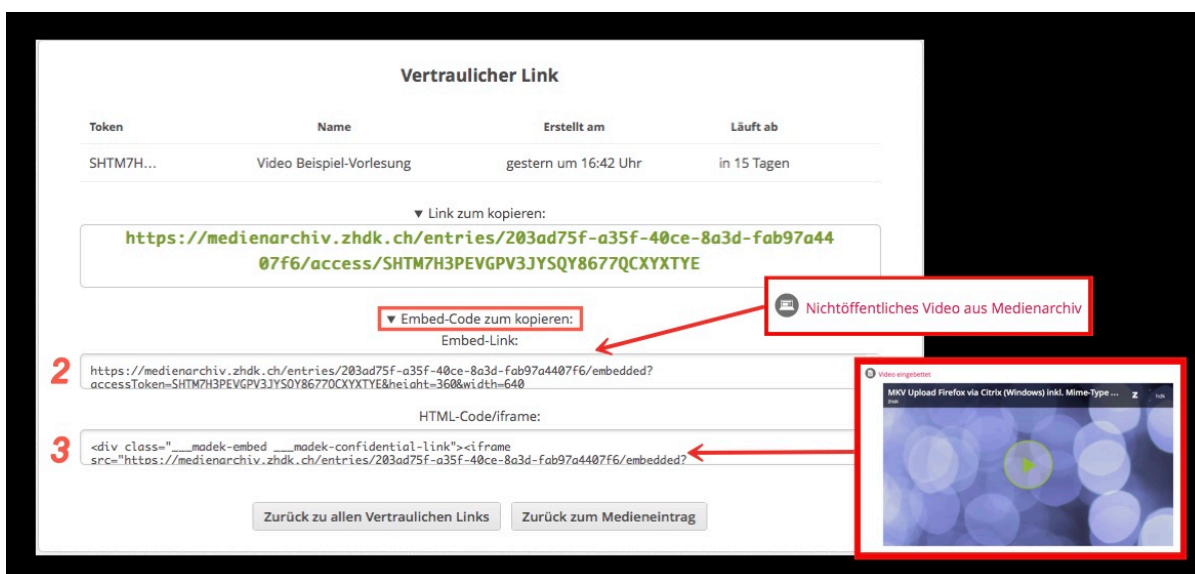 Vertraulicher Link
Token Name Erstellt am Läuft ab
SHTM7H... Video Beispiel-Vorlesung gestern um 16:42 Uhr in 15 Tagen
▼ Link zum kopieren:
https://medienarchiv.zhdk.ch/entries/203ad75f-a35f-40ce-8a3d-fab97a44
07f6/access/SHTM7H3PEVGPV3JYSQY8677QCXYXTYE
Nichtöffentliches Video aus Medienarchiv
▼ Embed-Code zum kopieren:
Embed-Link:
2
https://medienarchiv.zhdk.ch/entries/203ad75f-a35f-40ce-8a3d-fab97a4407f6/embedded?
accessToken=SHTM7H3PEVGPV3JYSQY8677QCXYXTYE&height=360&width=640
Video eingebettet
MKV Upload Firefox via Citrix (Windows) inkl. Mime-Type ... Z
HTML-Code/iframe:
3
<div class="___madek-embed ___madek-confidential-link"><iframe
src="https://medienarchiv.zhdk.ch/entries/203ad75f-a35f-40ce-8a3d-fab97a4407f6/embedded?
Zurück zu allen Vertraulichen Links Zurück zum Medieneintrag